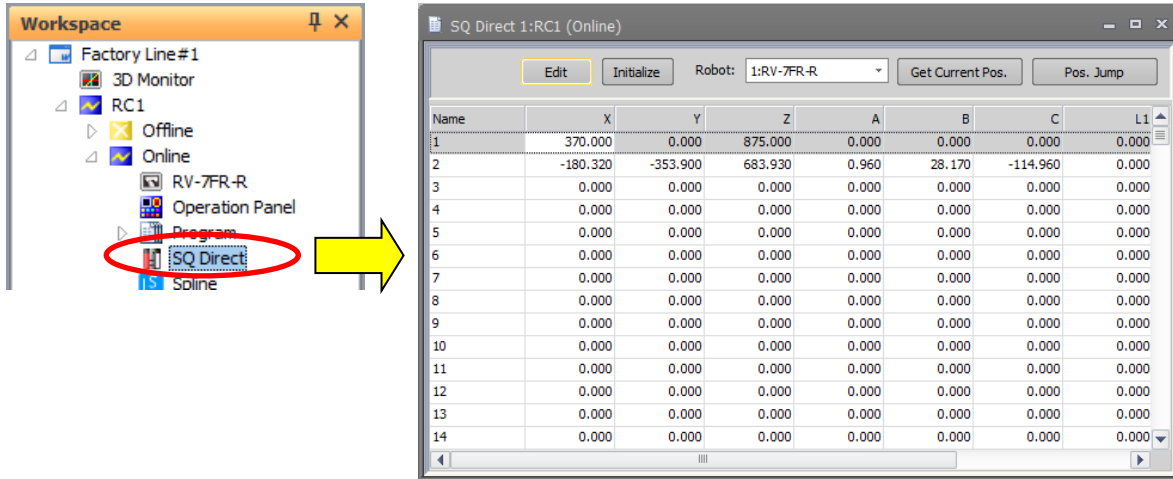 Workspace
Factory Line#1
3D Monitor
RC1
Offline
Online
RV-7FR-R
Operation Panel
Program
SQ Direct
Spline
SQ Direct 1:RC1 (Online)
Edit Initialize Robot: 1:RV-7FR-R Get Current Pos. Pos. Jump
Name X Y Z A B C L1
1 370.000 0.000 875.000 0.000 0.000 0.000 0.000
2 -180.320 -353.900 683.930 0.960 28.170 -114.960 0.000
3 0.000 0.000 0.000 0.000 0.000 0.000 0.000
4 0.000 0.000 0.000 0.000 0.000 0.000 0.000
5 0.000 0.000 0.000 0.000 0.000 0.000 0.000
6 0.000 0.000 0.000 0.000 0.000 0.000 0.000
7 0.000 0.000 0.000 0.000 0.000 0.000 0.000
8 0.000 0.000 0.000 0.000 0.000 0.000 0.000
9 0.000 0.000 0.000 0.000 0.000 0.000 0.000
10 0.000 0.000 0.000 0.000 0.000 0.000 0.000
11 0.000 0.000 0.000 0.000 0.000 0.000 0.000
12 0.000 0.000 0.000 0.000 0.000 0.000 0.000
13 0.000 0.000 0.000 0.000 0.000 0.000 0.000
14 0.000 0.000 0.000 0.000 0.000 0.000 0.000